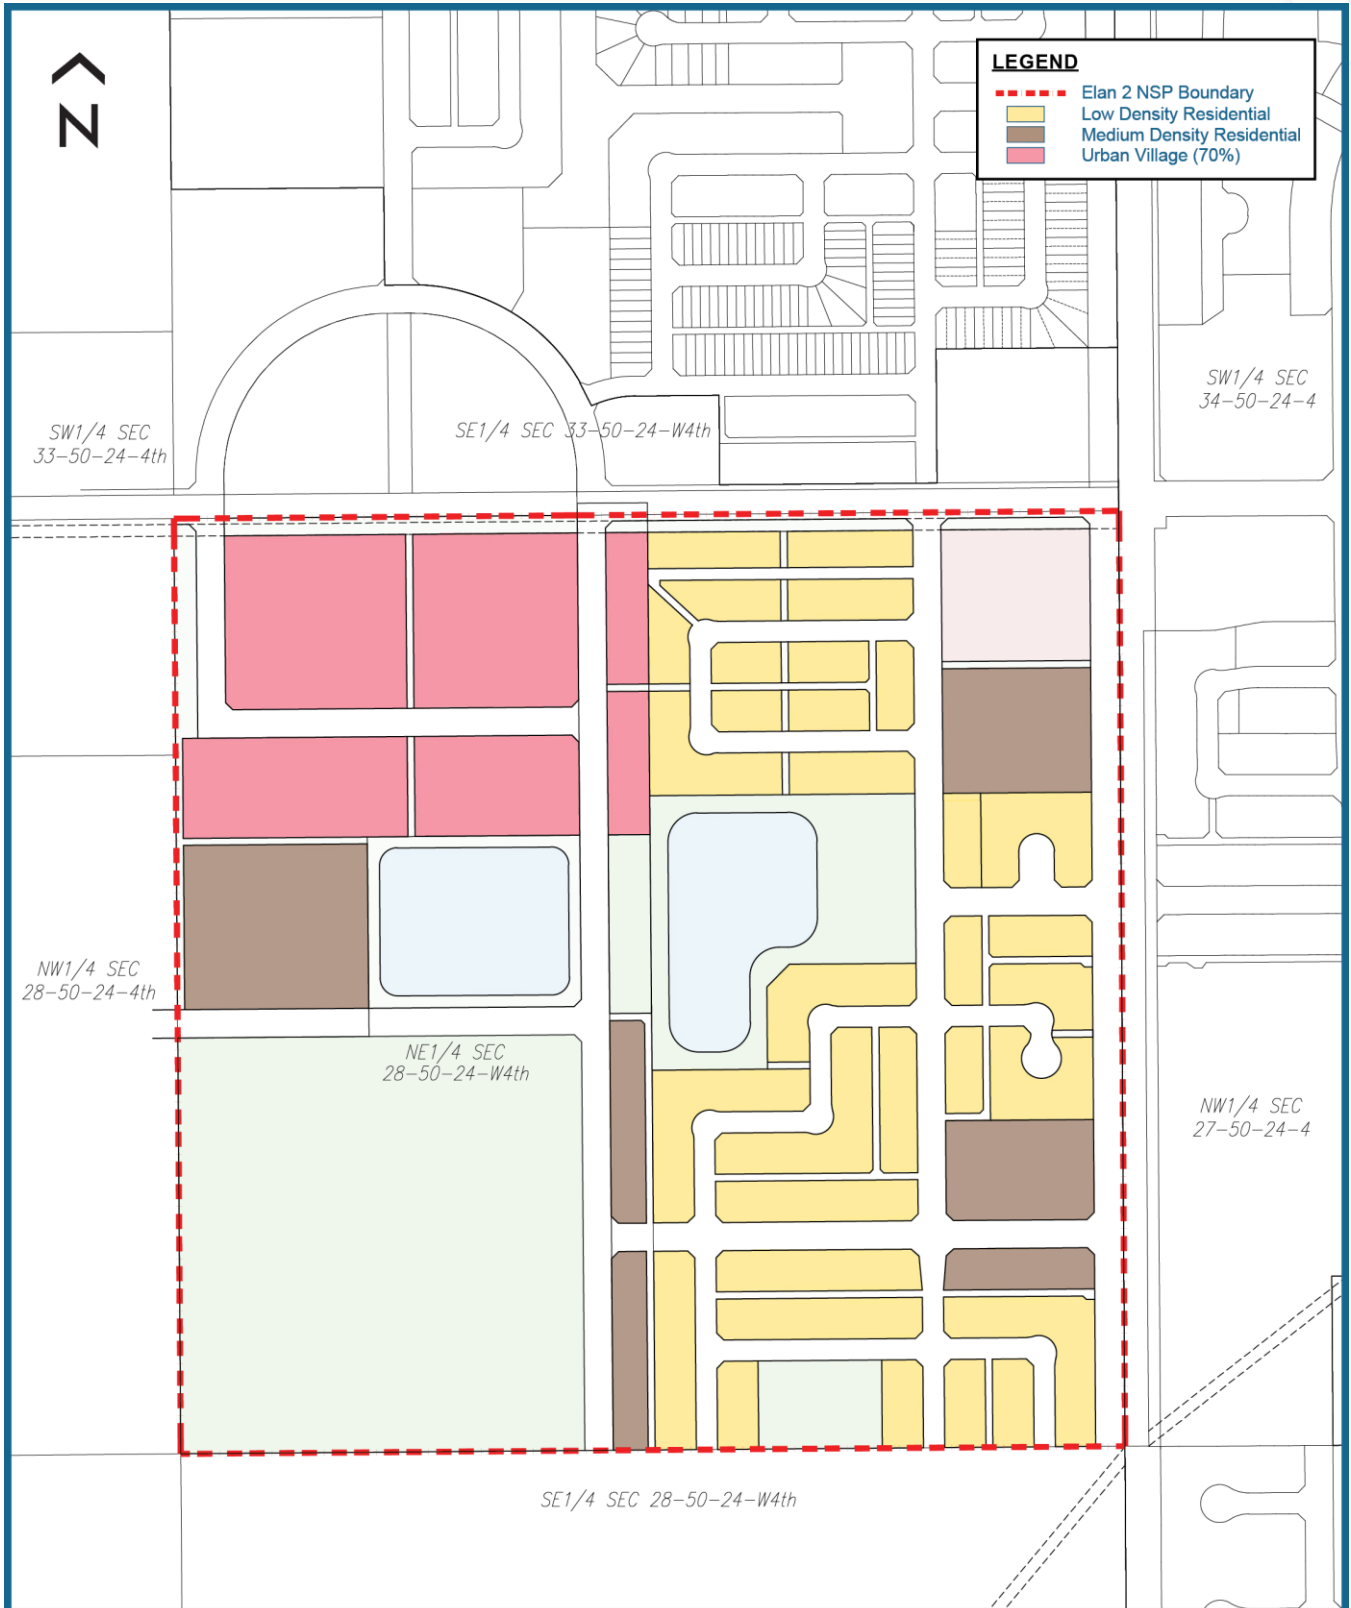 N
LEGEND
Elan 2 NSP Boundary
Low Density Residential
Medium Density Residential
Urban Village (70%)
SW1/4 SEC
34-50-24-4
SW1/4 SEC
33-50-24-4th
SE1/4 SEC 33-50-24-W4th
NW1/4 SEC
28-50-24-4th
NE1/4 SEC
28-50-24-W4th
NW1/4 SEC
27-50-24-4
SE1/4 SEC 28-50-24-W4th